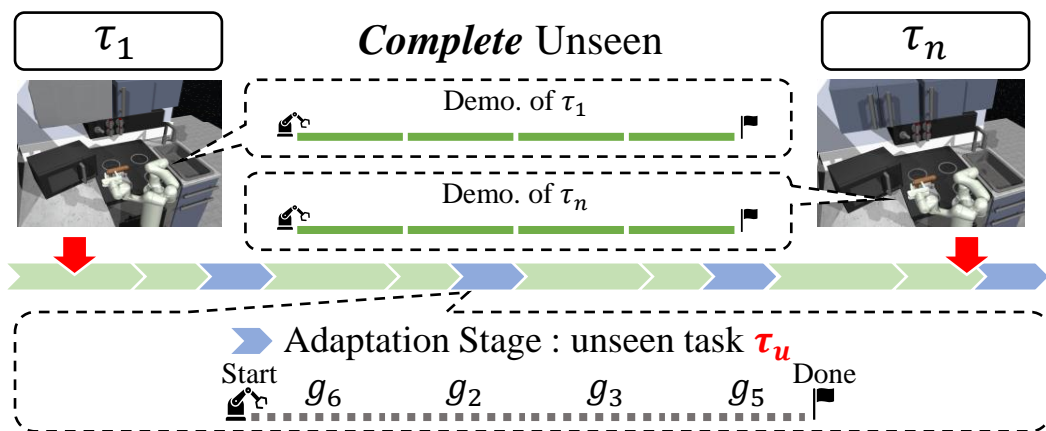 τ₁
Complete Unseen
τₙ
Demo. of τ₁
Demo. of τₙ
Adaptation Stage : unseen task τᵤ
Start
g₆
g₂
g₃
g₅
Done